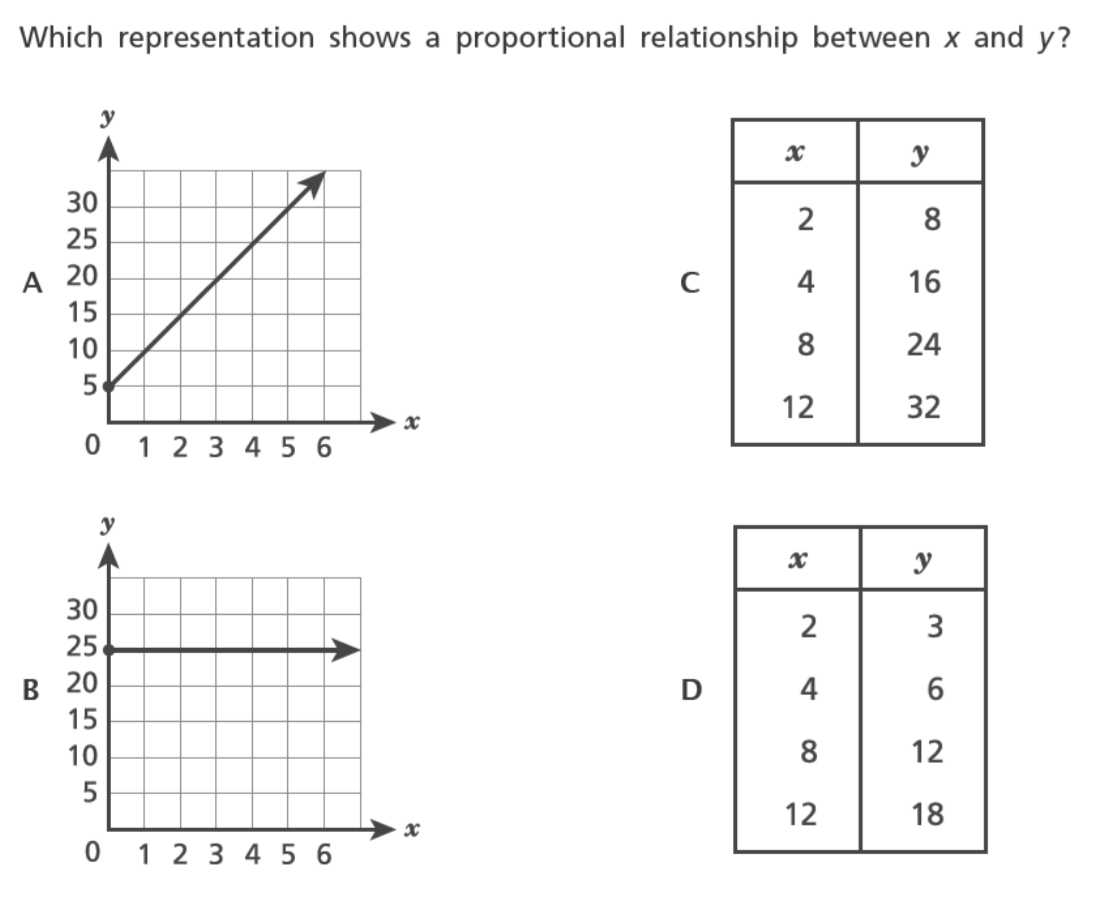 Which representation shows a proportional relationship between x and y?
A
y
30
25
20
15
10
5
0 1 2 3 4 5 6
x
B
y
30
25
20
15
10
5
0 1 2 3 4 5 6
x
C
x y
2 8
4 16
8 24
12 32
D
x y
2 3
4 6
8 12
12 18